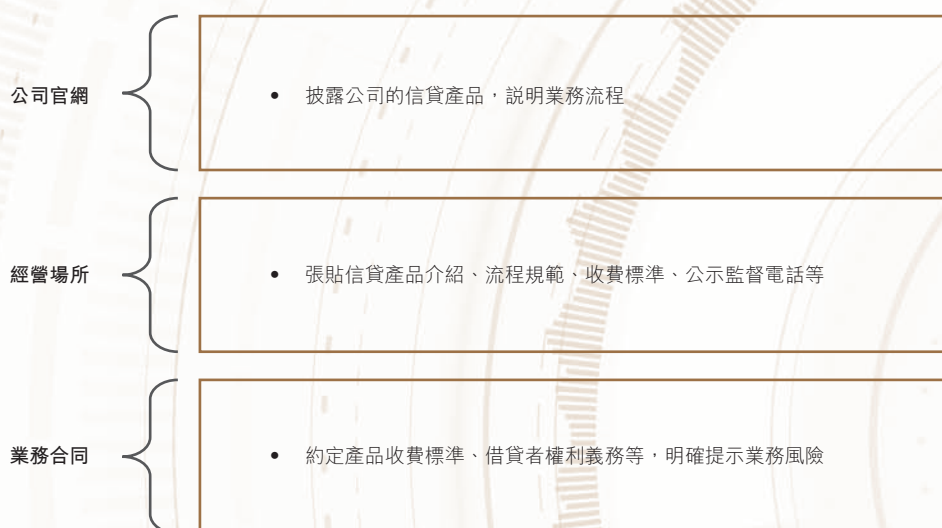 公司官網
• 披露公司的信貸產品，説明業務流程
經營場所
• 張貼信貸產品介紹、流程規範、收費標準、公示監督電話等
業務合同
• 約定產品收費標準、借貸者權利義務等，明確提示業務風險